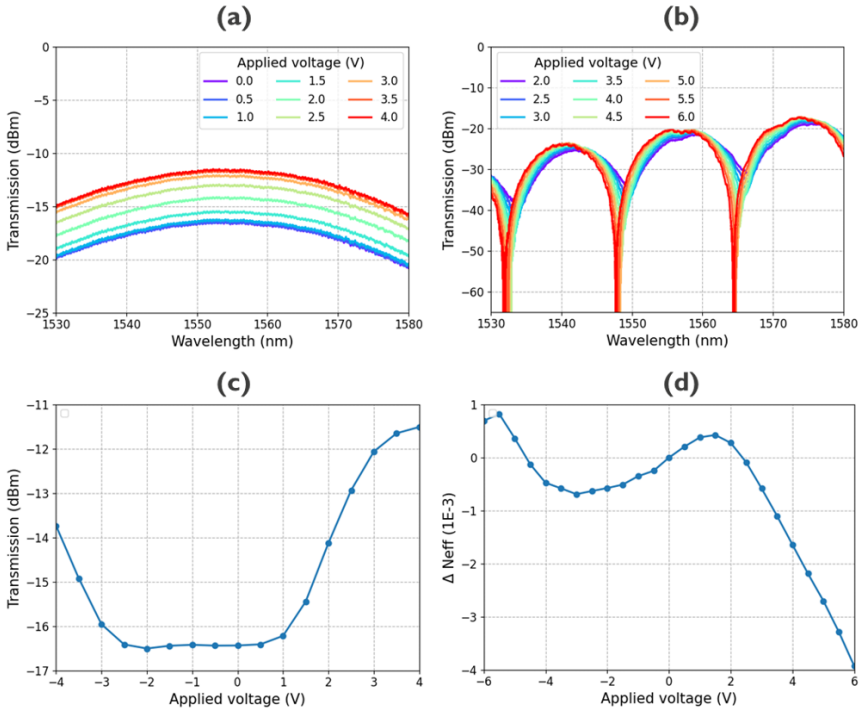 (a)
Applied voltage (V)
0.0 1.5 3.0
0.5 2.0 3.5
1.0 2.5 4.0
0
−5
−10
−15
−20
−25
Transmission (dBm)
1530 1540 1550 1560 1570 1580
Wavelength (nm)
(b)
Applied voltage (V)
2.0 3.5 5.0
2.5 4.0 5.5
3.0 4.5 6.0
0
−10
−20
−30
−40
−50
−60
Transmission (dBm)
1530 1540 1550 1560 1570 1580
Wavelength (nm)
(c)
−11
−12
−13
−14
−15
−16
−17
Transmission (dBm)
−4 −3 −2 −1 0 1 2 3 4
Applied voltage (V)
(d)
1
0
−1
−2
−3
−4
Δ Neff (1E-3)
−6 −4 −2 0 2 4 6
Applied voltage (V)